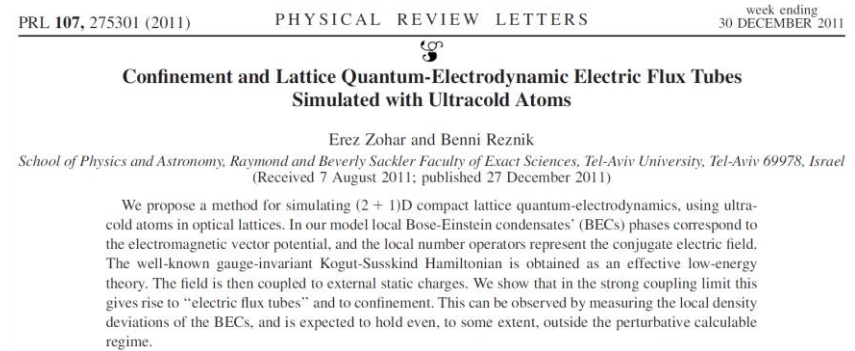 PRL 107, 275301 (2011)
PHYSICAL REVIEW LETTERS
week ending
30 DECEMBER 2011
Confinement and Lattice Quantum-Electrodynamic Electric Flux Tubes
Simulated with Ultracold Atoms
Erez Zohar and Benni Reznik
School of Physics and Astronomy, Raymond and Beverly Sackler Faculty of Exact Sciences, Tel-Aviv University, Tel-Aviv 69978, Israel
(Received 7 August 2011; published 27 December 2011)
We propose a method for simulating (2 + 1)D compact lattice quantum-electrodynamics, using ultra-
cold atoms in optical lattices. In our model local Bose-Einstein condensates' (BECs) phases correspond to
the electromagnetic vector potential, and the local number operators represent the conjugate electric field.
The well-known gauge-invariant Kogut-Susskind Hamiltonian is obtained as an effective low-energy
theory. The field is then coupled to external static charges. We show that in the strong coupling limit this
gives rise to “electric flux tubes” and to confinement. This can be observed by measuring the local density
deviations of the BECs, and is expected to hold even, to some extent, outside the perturbative calculable
regime.